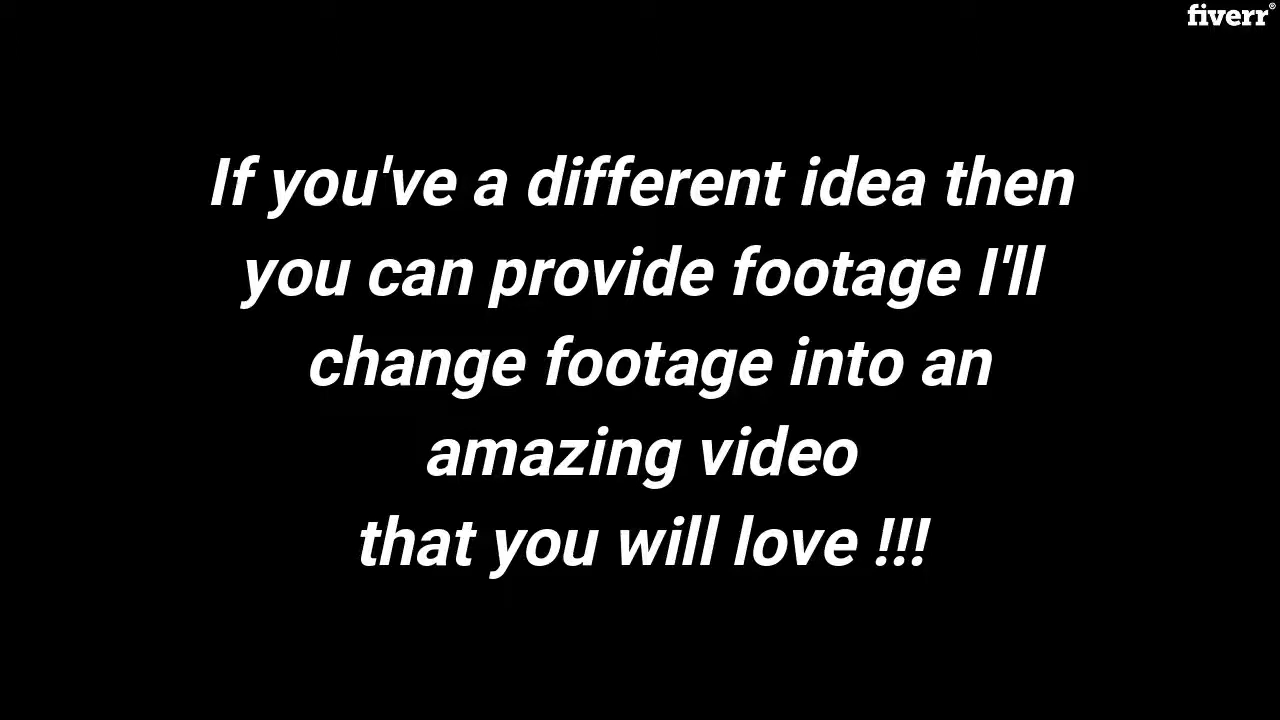 fiverr®
If you've a different idea then
you can provide footage I'll
change footage into an
amazing video
that you will love !!!